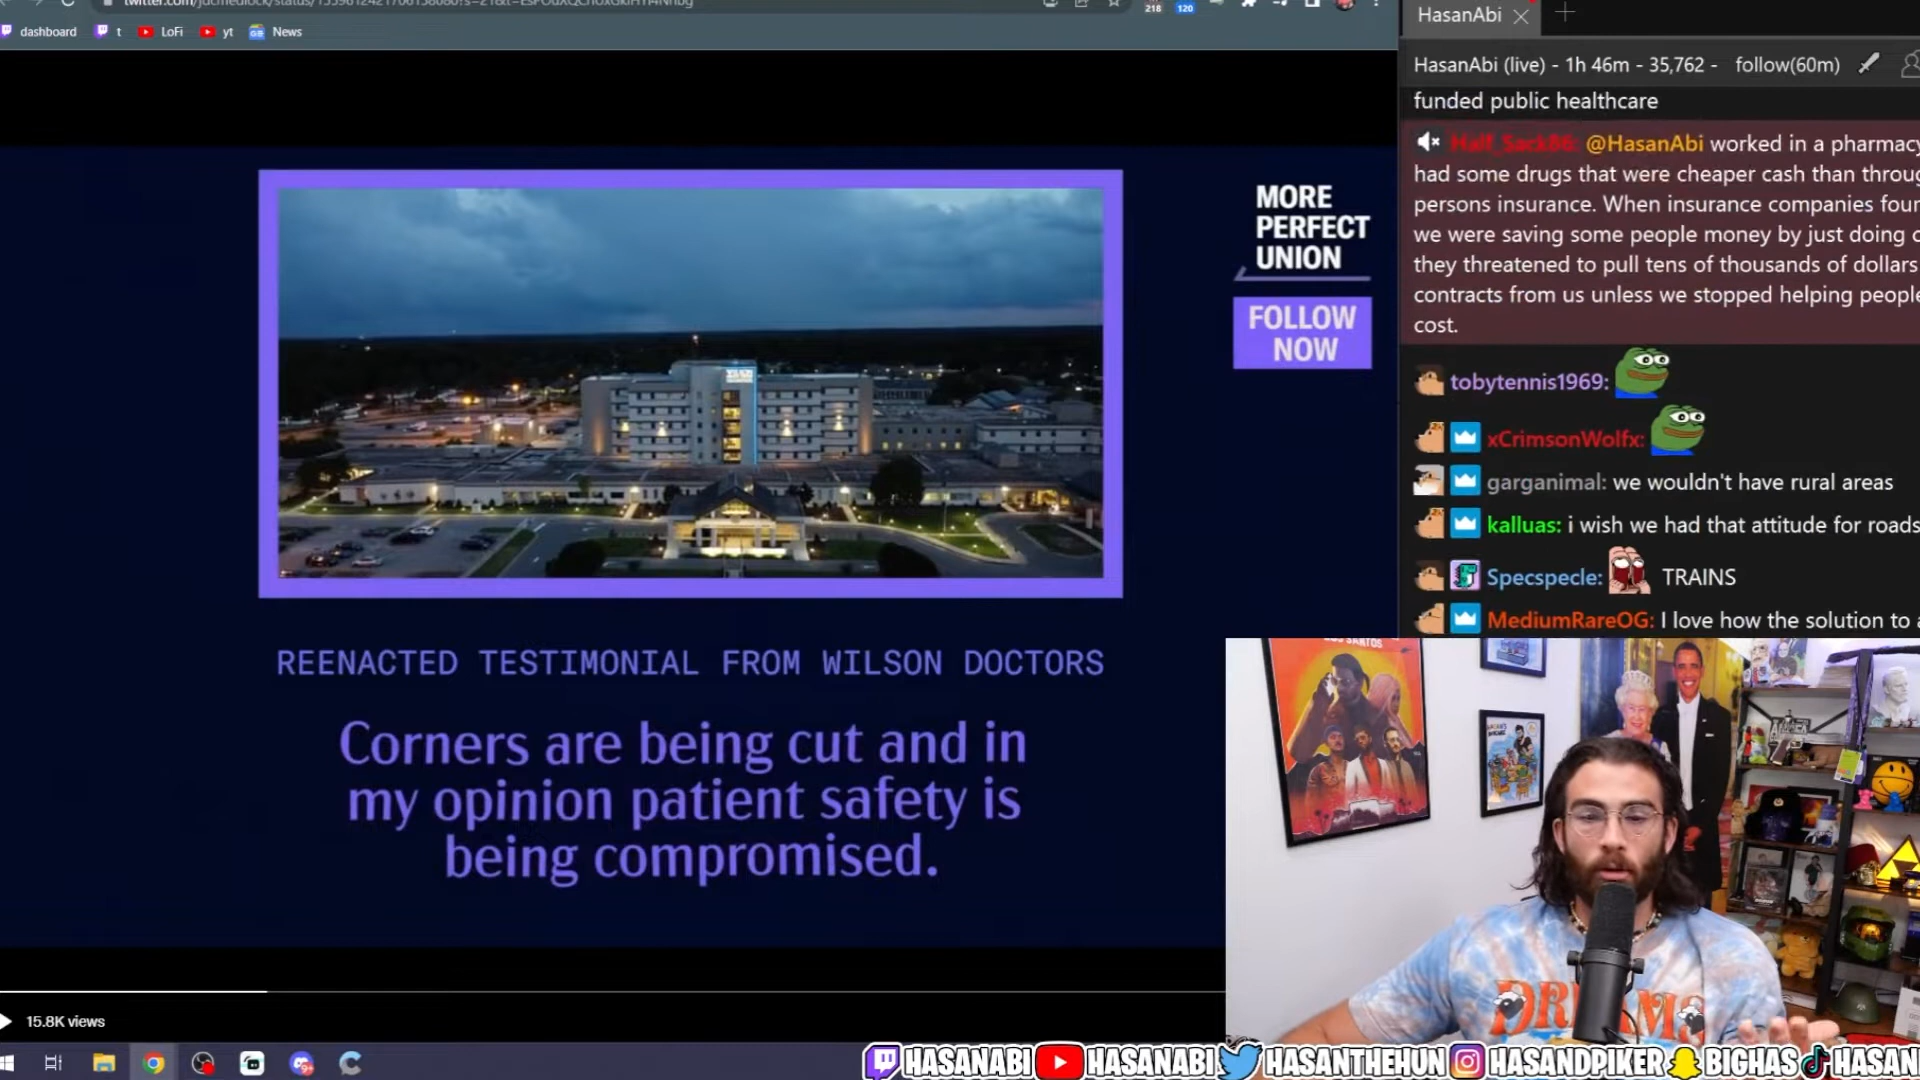 dashboard
t
LoFi
yt
News
218
120
HasanAbi
HasanAbi (live) - 1h 46m - 35,762 - follow(60m)
funded public healthcare
Half_Sack86: @HasanAbi worked in a pharmacy
had some drugs that were cheaper cash than
persons insurance. When insurance companies
we were saving some people money by just doing
they threatened to pull tens of thousands of dollars
contracts from us unless we stopped helping people
cost.
tobytennis1969:
xCrimsonWolfx:
garganimal: we wouldn't have rural areas
kalluas: i wish we had that attitude for roads
Specspecle: TRAINS
MediumRareOG: I love how the solution to
MORE
PERFECT
UNION
FOLLOW
NOW
REENACTED TESTIMONIAL FROM WILSON DOCTORS
Corners are being cut and in
my opinion patient safety is
being compromised.
15.8K views
HASANABI HASANABI HASANTHEHUN HASANDPIKER BIGHAS HASAN